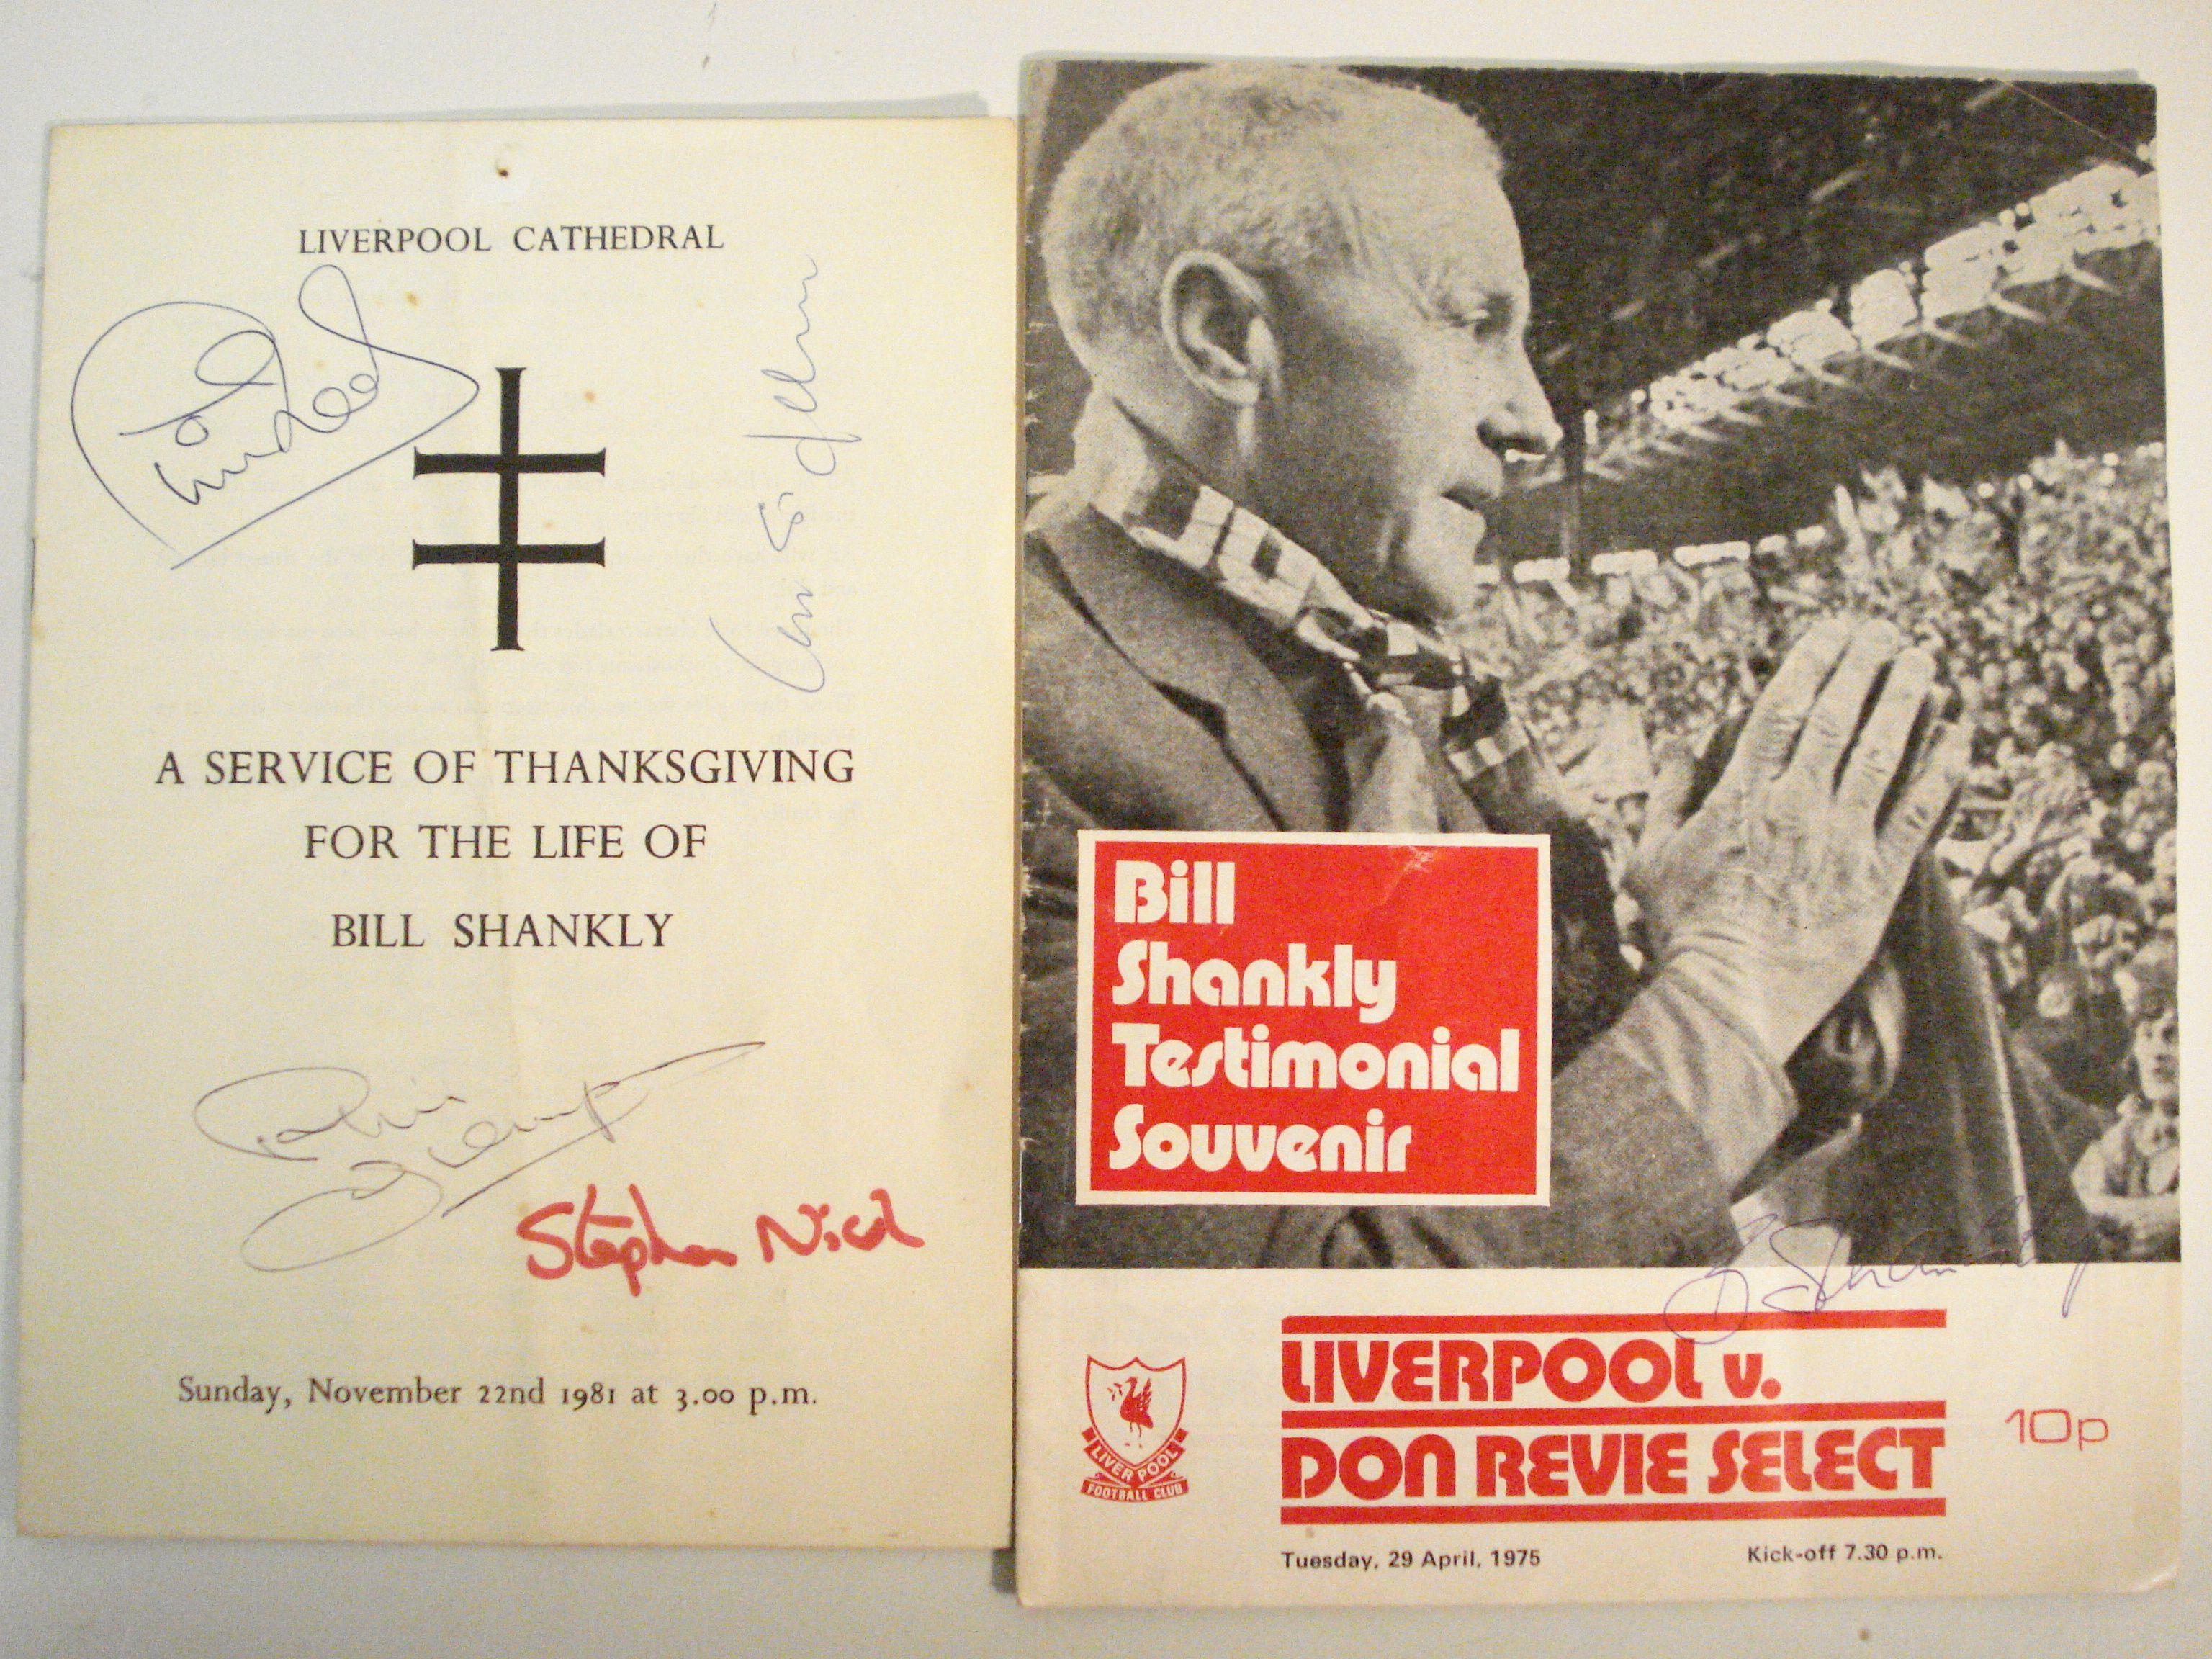 LIVERPOOL CATHEDRAL
A SERVICE OF THANKSGIVING
FOR THE LIFE OF
BILL SHANKLY
Stephen Nicol
Sunday, November 22nd 1981 at 3.00 p.m.
Bill
Shankly
Testimonial
Souvenir
B Shankly
LIVERPOOL v.
DON REVIE SELECT
10p
LIVERPOOL
FOOTBALL CLUB
Tuesday, 29 April, 1975
Kick-off 7.30 p.m.